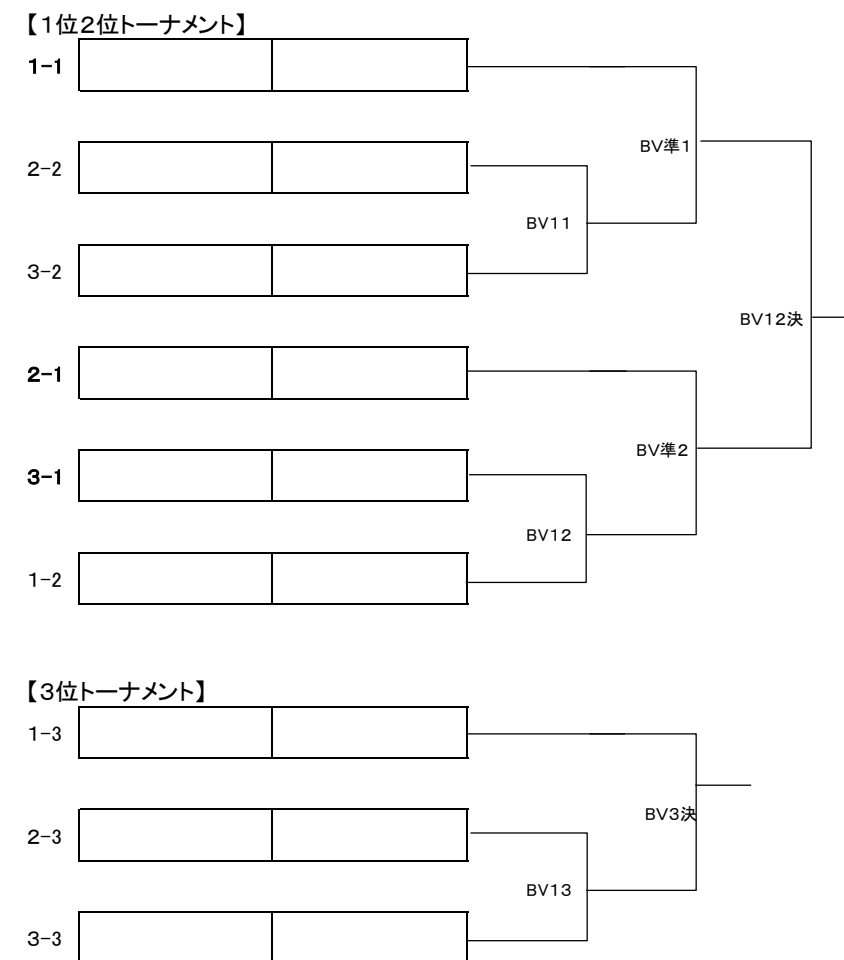 【1位2位トーナメント】
1-1
BV準1
2-2
BV11
3-2
BV12決
2-1
BV準2
3-1
BV12
1-2
【3位トーナメント】
1-3
BV3決
2-3
BV13
3-3